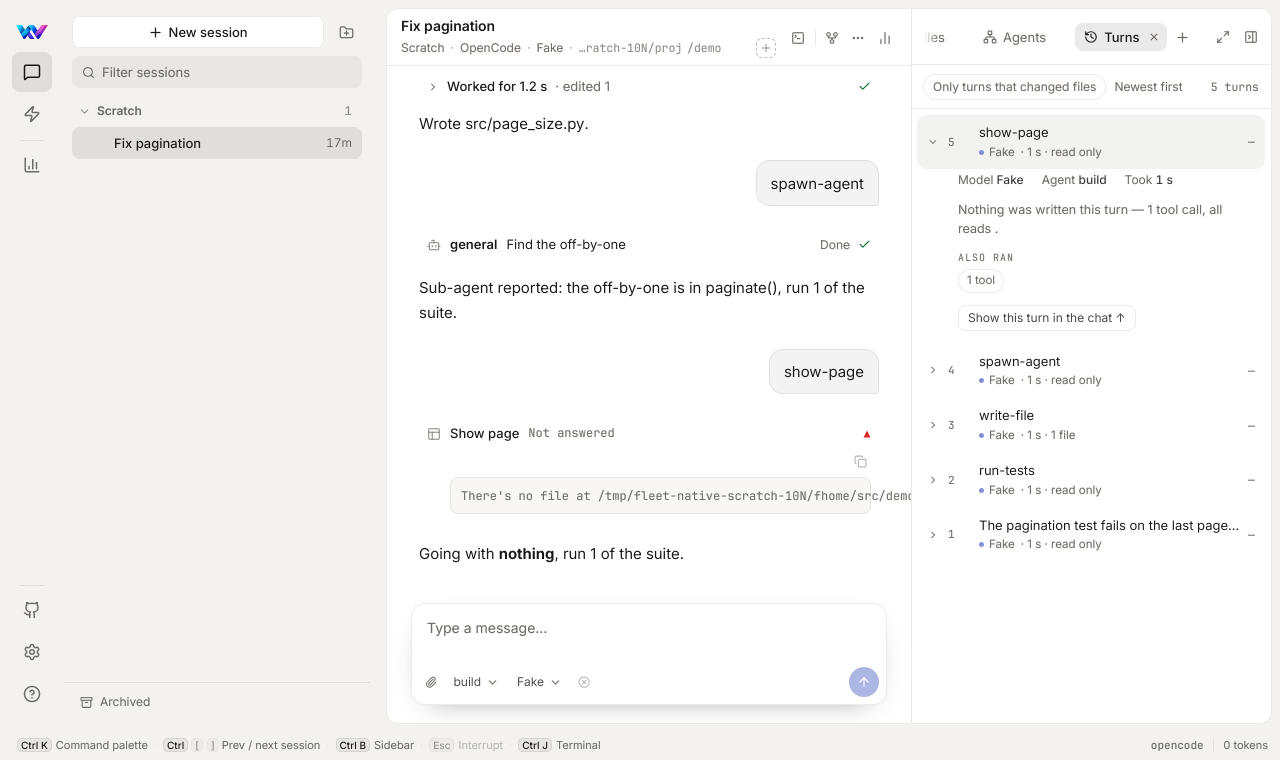 New session
Filter sessions
Scratch 1
Fix pagination 17m
Archived
Fix pagination
Scratch · OpenCode · Fake · …ratch-10N/proj /demo
Worked for 1.2 s · edited 1
Wrote src/page_size.py.
spawn-agent
general Find the off-by-one Done
Sub-agent reported: the off-by-one is in paginate(), run 1 of the
suite.
show-page
Show page Not answered
There's no file at /tmp/fleet-native-scratch-10N/fhome/src/demo
Going with nothing, run 1 of the suite.
Type a message…
build Fake
Agents Turns
Only turns that changed files Newest first 5 turns
5 show-page –
Fake · 1 s · read only
Model Fake Agent build Took 1 s
Nothing was written this turn — 1 tool call, all
reads .
ALSO RAN
1 tool
Show this turn in the chat ↑
4 spawn-agent –
Fake · 1 s · read only
3 write-file –
Fake · 1 s · 1 file
2 run-tests –
Fake · 1 s · read only
1 The pagination test fails on the last page… –
Fake · 1 s · read only
Ctrl K Command palette Ctrl [ ] Prev / next session Ctrl B Sidebar Esc Interrupt Ctrl J Terminal
opencode 0 tokens